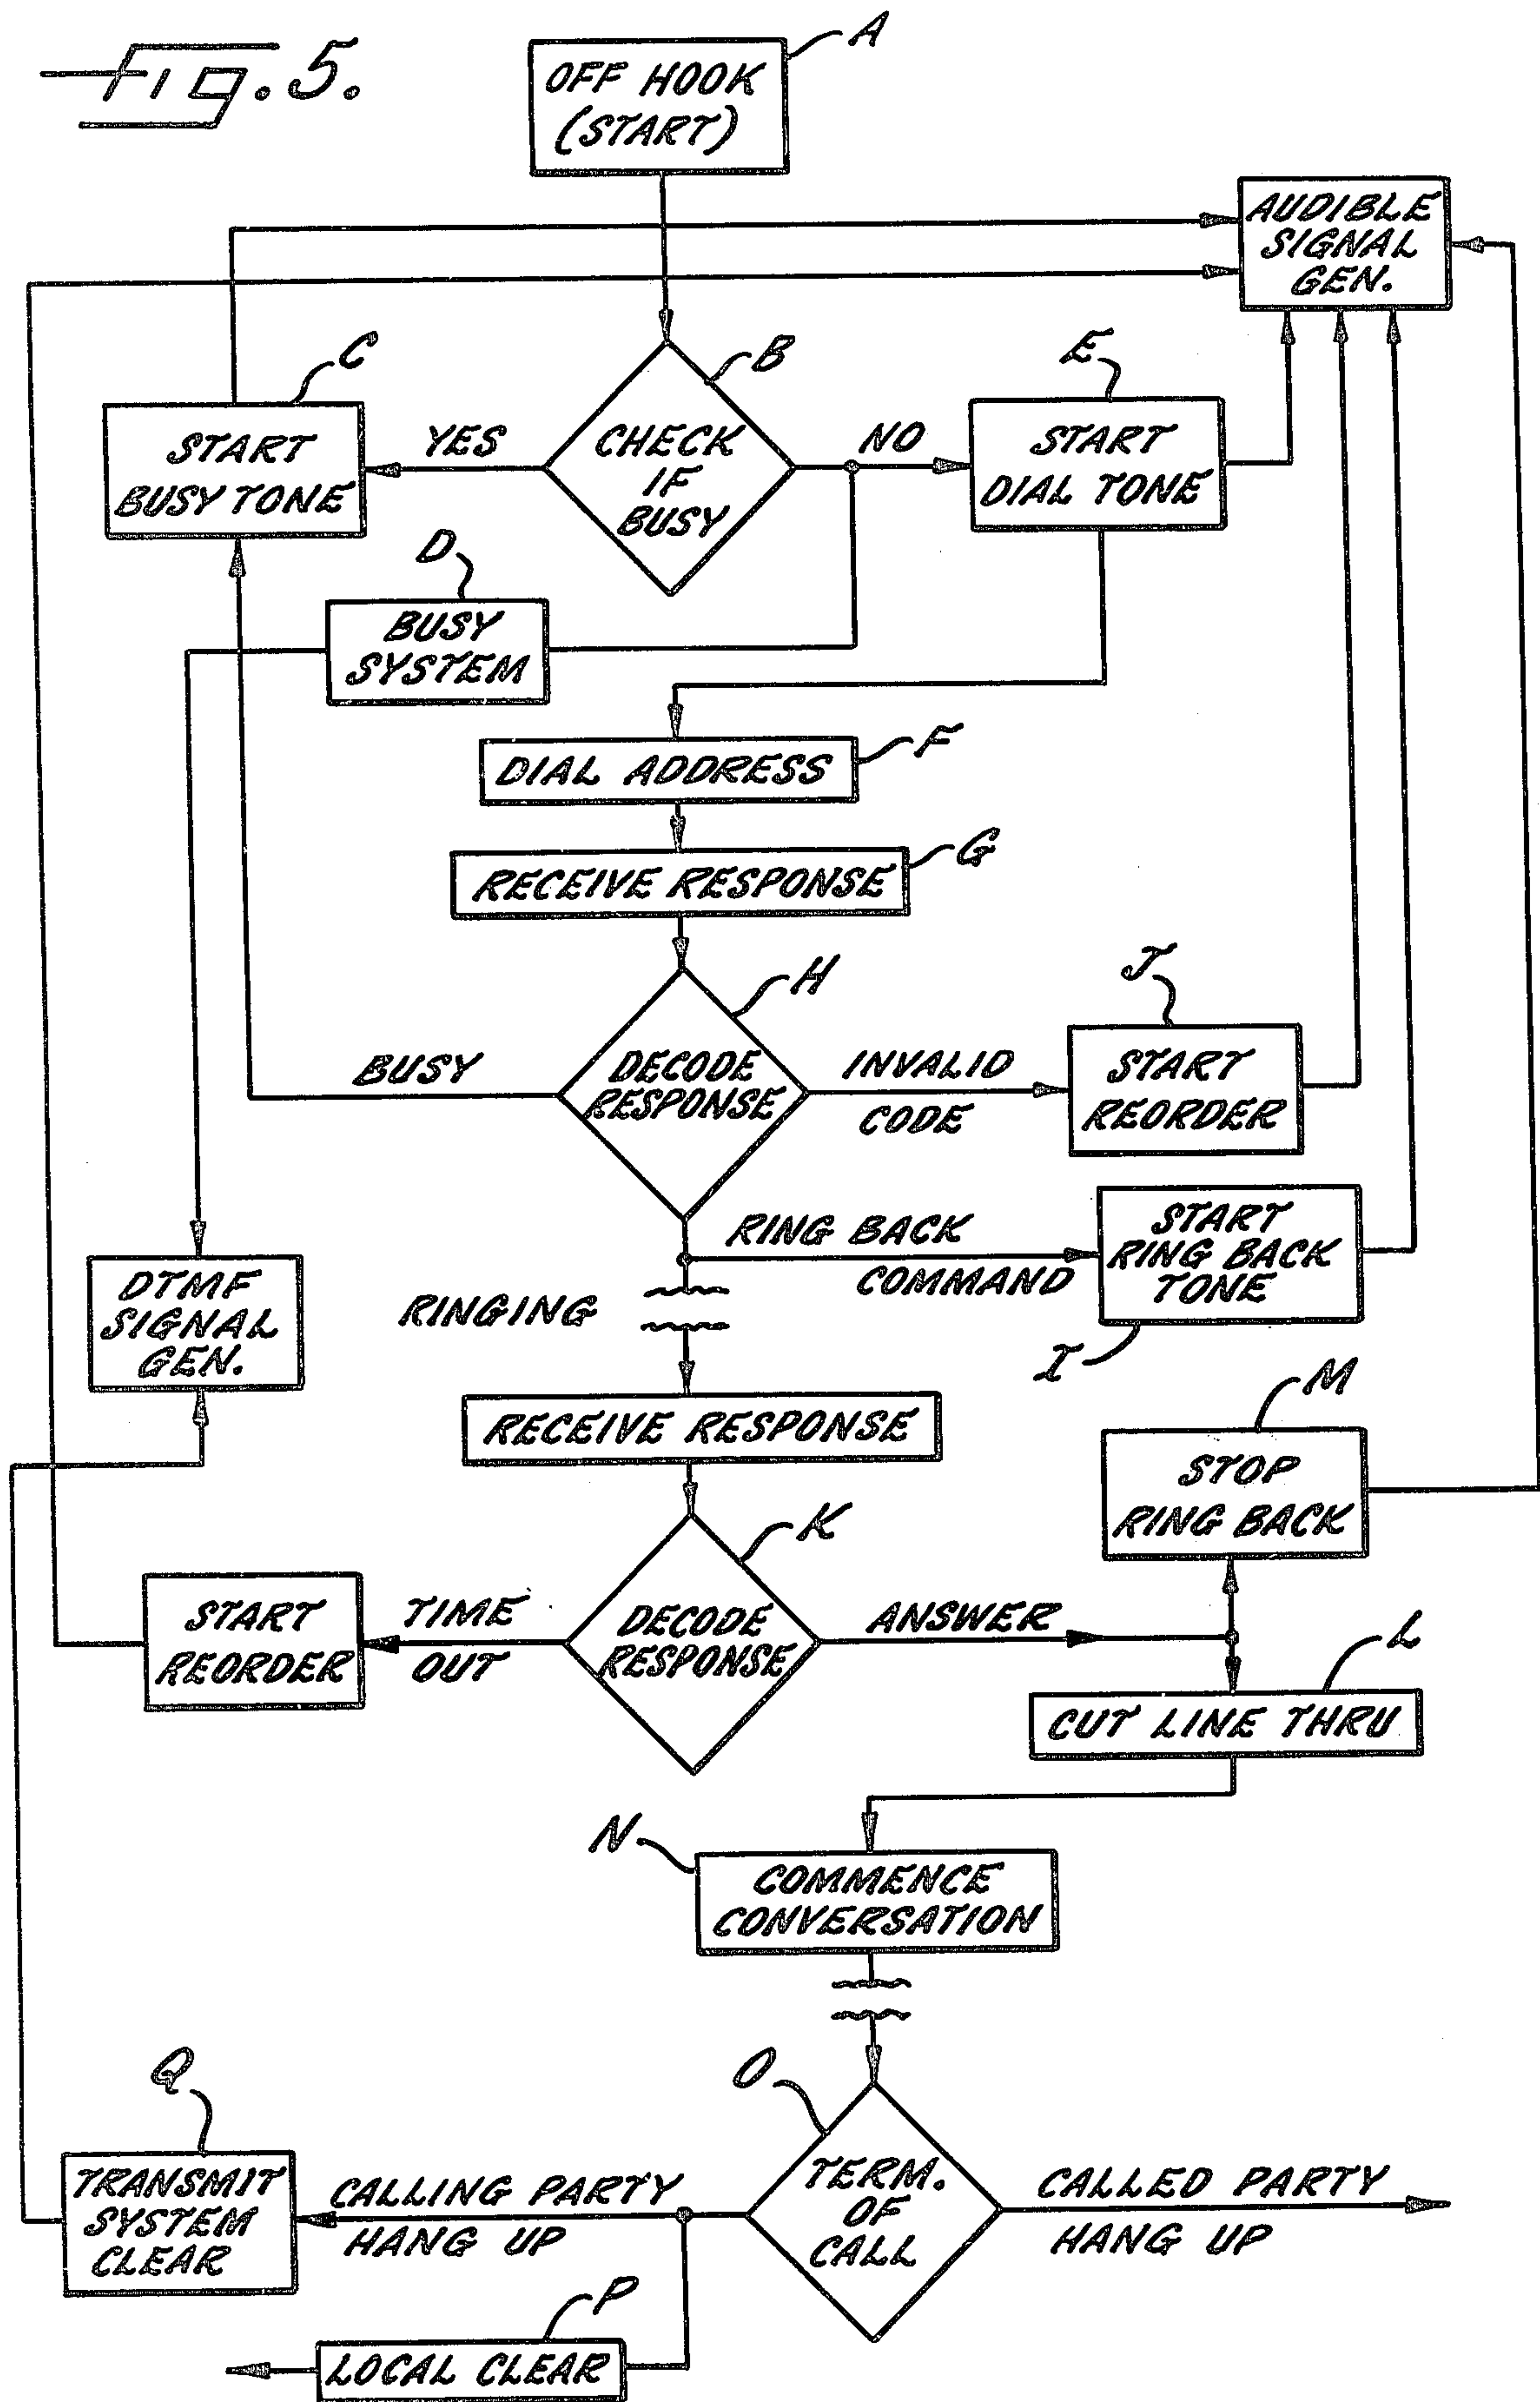 Fig. 5.
A
OFF HOOK
(START)
AUDIBLE
SIGNAL
GEN.
C
B
E
START
BUSY TONE
YES
CHECK
IF
BUSY
NO
START
DIAL TONE
D
BUSY
SYSTEM
F
DIAL ADDRESS
G
RECEIVE RESPONSE
H
J
BUSY
DECODE
RESPONSE
INVALID
CODE
START
REORDER
RING BACK
COMMAND
START
RING BACK
TONE
I
DTMF
SIGNAL
GEN.
RINGING
M
RECEIVE RESPONSE
STOP
RING BACK
K
START
REORDER
TIME
OUT
DECODE
RESPONSE
ANSWER
L
CUT LINE THRU
N
COMMENCE
CONVERSATION
Q
O
TRANSMIT
SYSTEM
CLEAR
CALLING PARTY
HANG UP
TERM.
OF
CALL
CALLED PARTY
HANG UP
P
LOCAL CLEAR